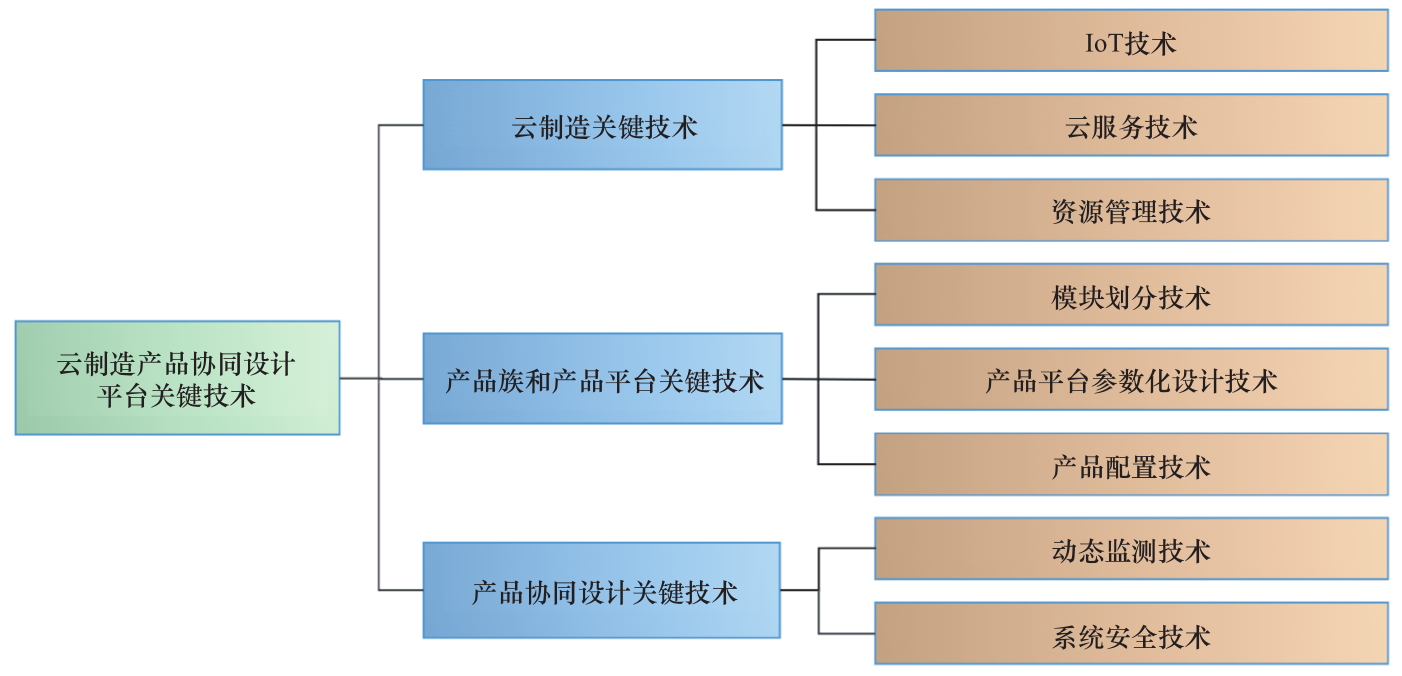 云制造产品协同设计
平台关键技术
云制造关键技术
IoT技术
云服务技术
资源管理技术
产品族和产品平台关键技术
模块划分技术
产品平台参数化设计技术
产品配置技术
产品协同设计关键技术
动态监测技术
系统安全技术